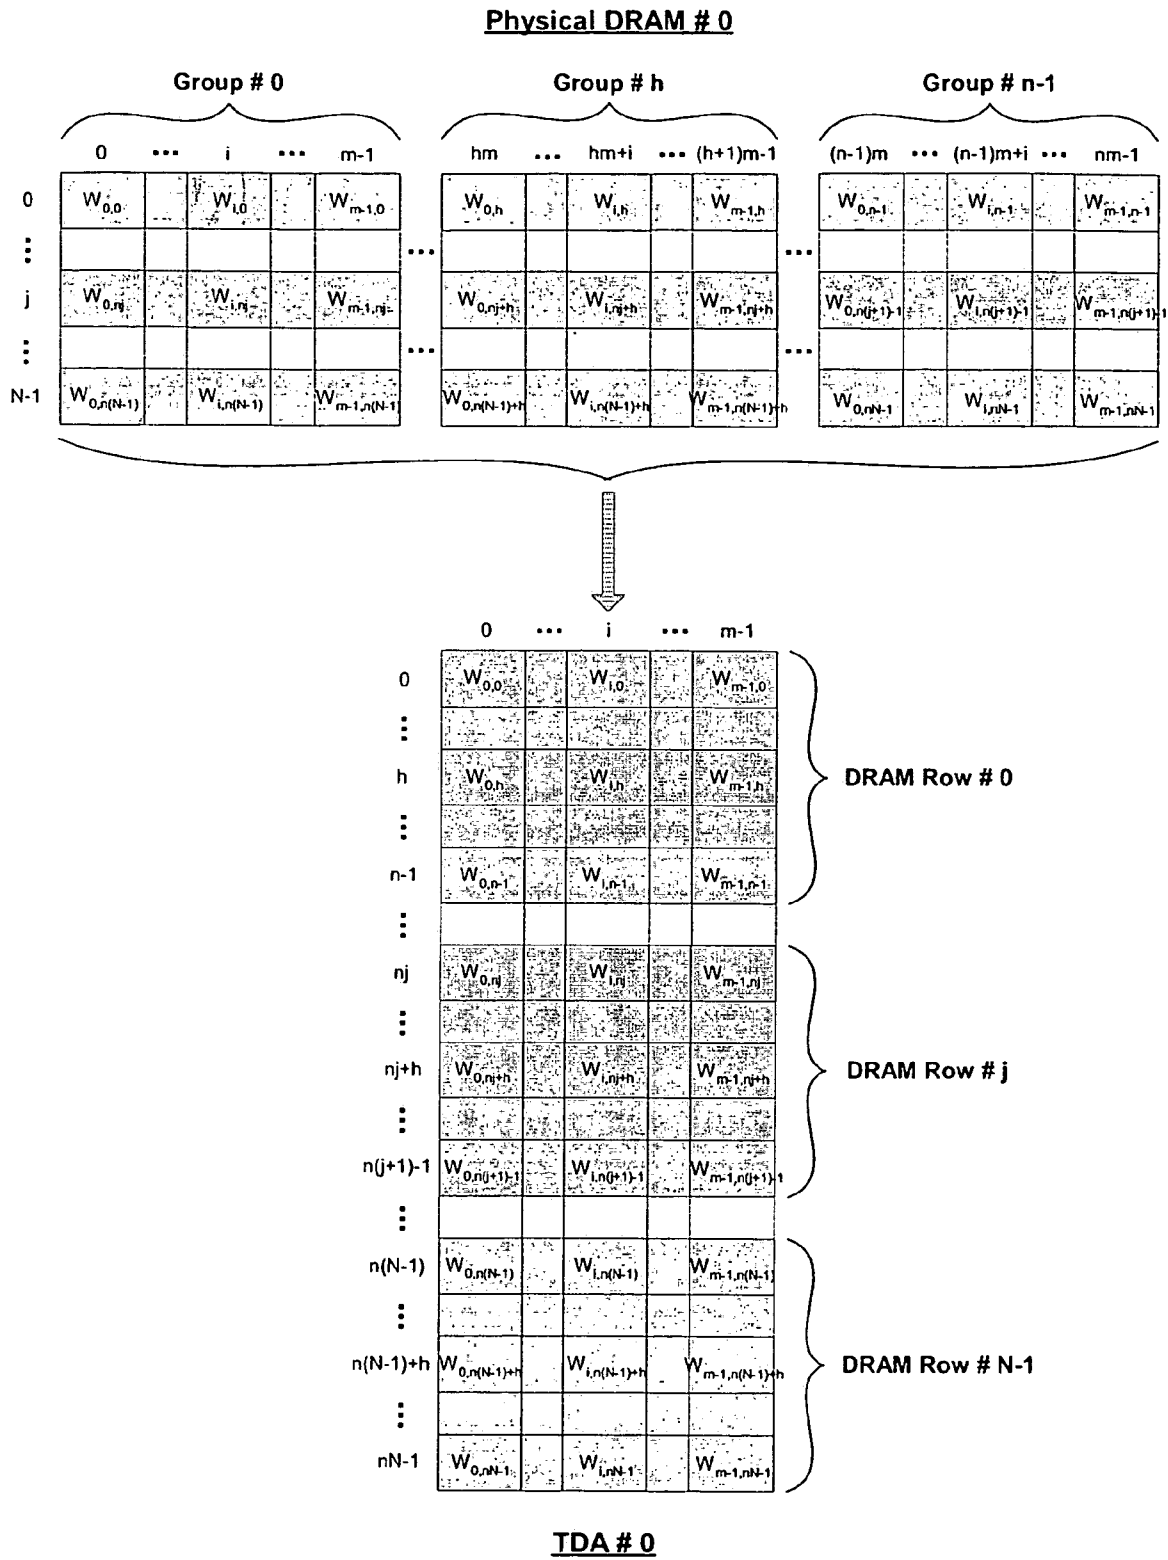 Physical DRAM # 0
Group # 0 Group # h Group # n-1
0 ... i ... m-1 hm ... hm+i ... (h+1)m-1 (n-1)m ... (n-1)m+i ... nm-1
0 W0,0 Wi,0 Wm-1,0 W0,h Wi,h Wm-1,h W0,n-1 Wi,n-1 Wm-1,n-1
... ... ...
j W0,nj Wi,nj Wm-1,nj W0,nj+h Wi,nj+h Wm-1,nj+h W0,n(j+1)-1 Wi,n(j+1)-1 Wm-1,n(j+1)-1
... ... ...
N-1 W0,n(N-1) Wi,n(N-1) Wm-1,n(N-1) W0,n(N-1)+h Wi,n(N-1)+h Wm-1,n(N-1)+h W0,nN-1 Wi,nN-1 Wm-1,nN-1
0 ... i ... m-1
0 W0,0 Wi,0 Wm-1,0
...
h W0,h Wi,h Wm-1,h DRAM Row # 0
...
n-1 W0,n-1 Wi,n-1 Wm-1,n-1
...
nj W0,nj Wi,nj Wm-1,nj
...
nj+h W0,nj+h Wi,nj+h Wm-1,nj+h DRAM Row # j
...
n(j+1)-1 W0,n(j+1)-1 Wi,n(j+1)-1 Wm-1,n(j+1)-1
...
n(N-1) W0,n(N-1) Wi,n(N-1) Wm-1,n(N-1)
...
n(N-1)+h W0,n(N-1)+h Wi,n(N-1)+h Wm-1,n(N-1)+h DRAM Row # N-1
...
nN-1 W0,nN-1 Wi,nN-1 Wm-1,nN-1
TDA # 0